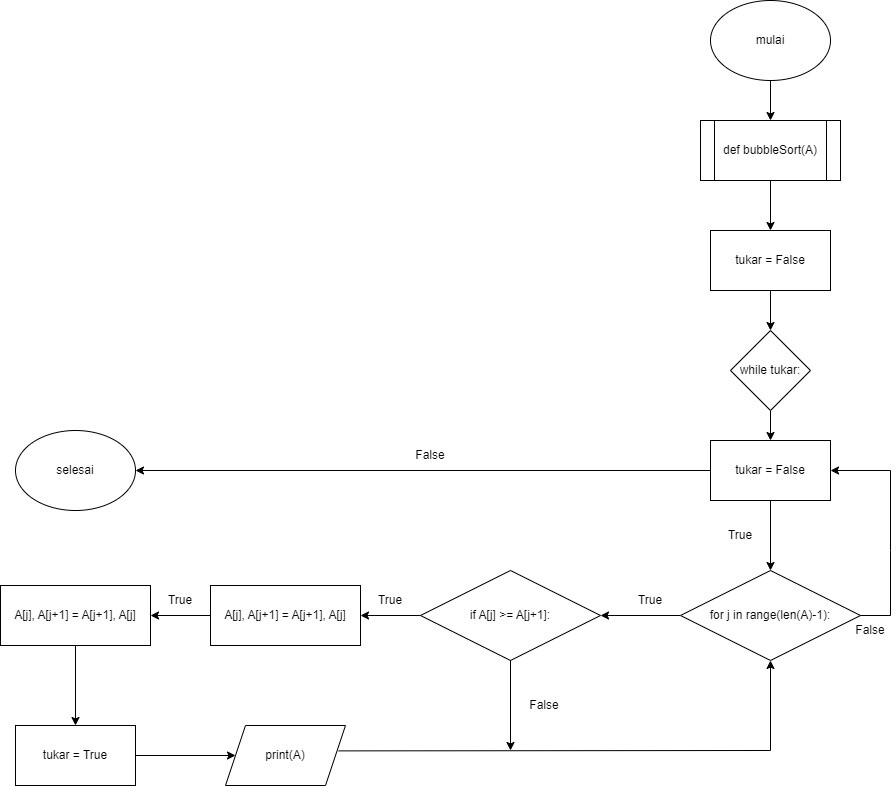 mulai
def bubbleSort(A)
tukar = False
while tukar:
tukar = False
False
selesai
True
for j in range(len(A)-1):
False
True
if A[j] >= A[j+1]:
True
A[j], A[j+1] = A[j+1], A[j]
True
A[j], A[j+1] = A[j+1], A[j]
False
tukar = True
print(A)